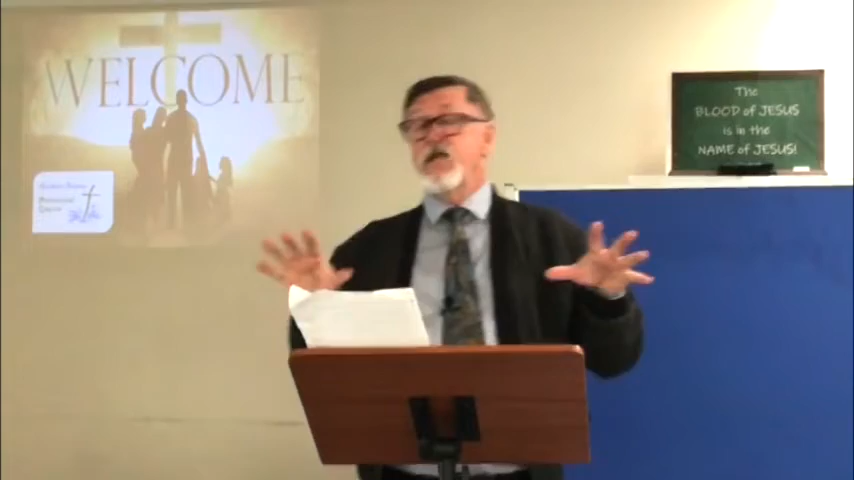 WELCOME
The
BLOOD of JESUS
is in the
NAME of JESUS!